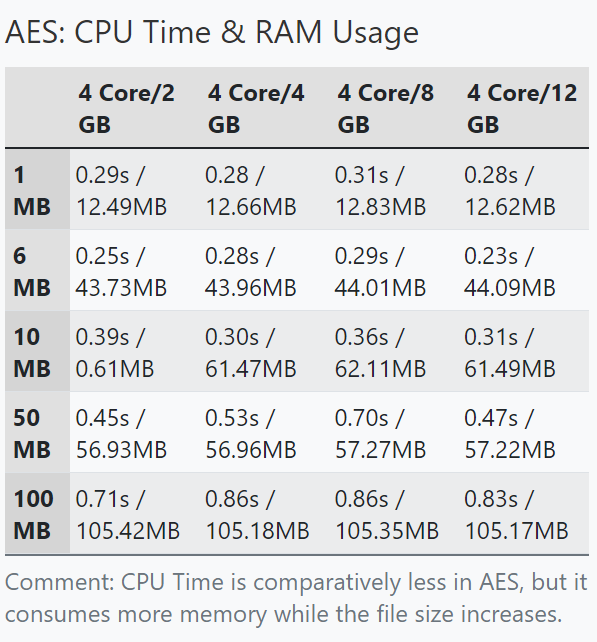 AES: CPU Time & RAM Usage
4 Core/2 GB 4 Core/4 GB 4 Core/8 GB 4 Core/12 GB
1 MB 0.29s / 12.49MB 0.28 / 12.66MB 0.31s / 12.83MB 0.28s / 12.62MB
6 MB 0.25s / 43.73MB 0.28s / 43.96MB 0.29s / 44.01MB 0.23s / 44.09MB
10 MB 0.39s / 0.61MB 0.30s / 61.47MB 0.36s / 62.11MB 0.31s / 61.49MB
50 MB 0.45s / 56.93MB 0.53s / 56.96MB 0.70s / 57.27MB 0.47s / 57.22MB
100 MB 0.71s / 105.42MB 0.86s / 105.18MB 0.86s / 105.35MB 0.83s / 105.17MB
Comment: CPU Time is comparatively less in AES, but it
consumes more memory while the file size increases.